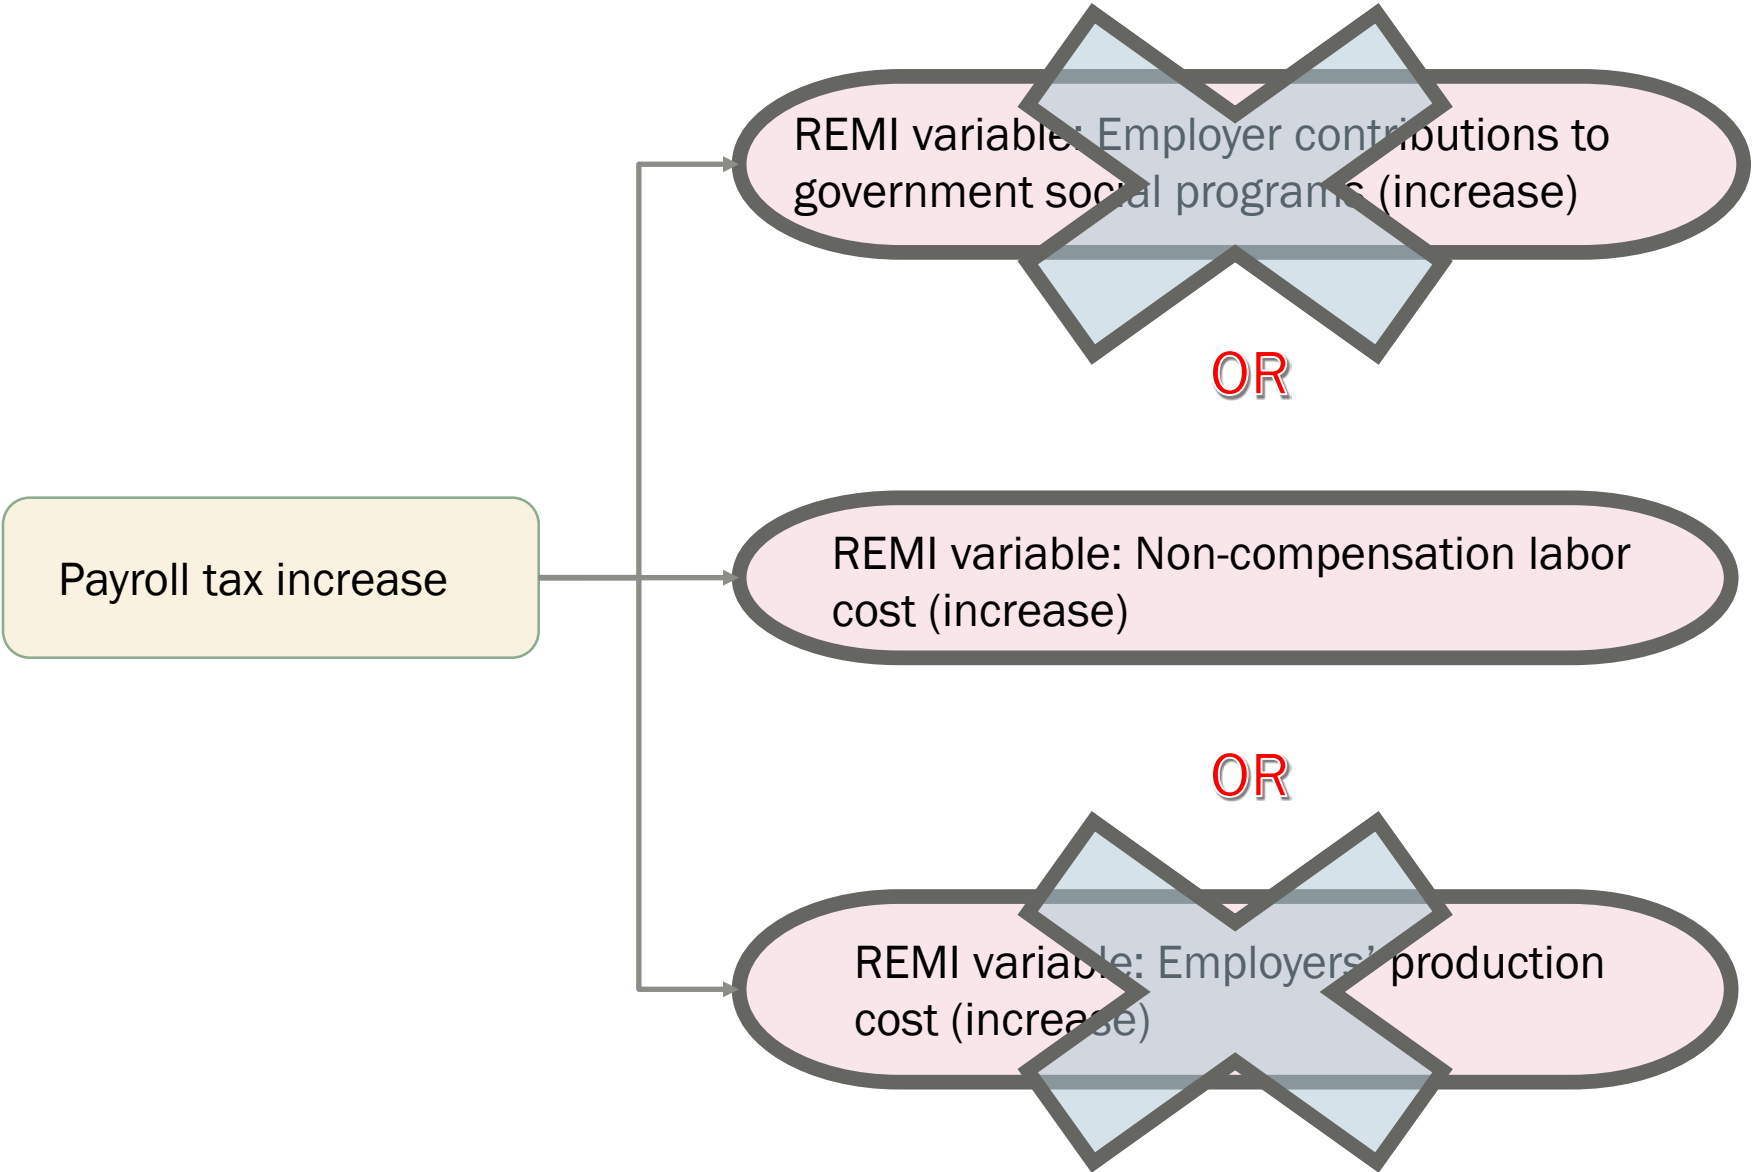 REMI variable: Employer contributions to
government social programs (increase)
OR
Payroll tax increase
REMI variable: Non-compensation labor
cost (increase)
OR
REMI variable: Employers’ production
cost (increase)